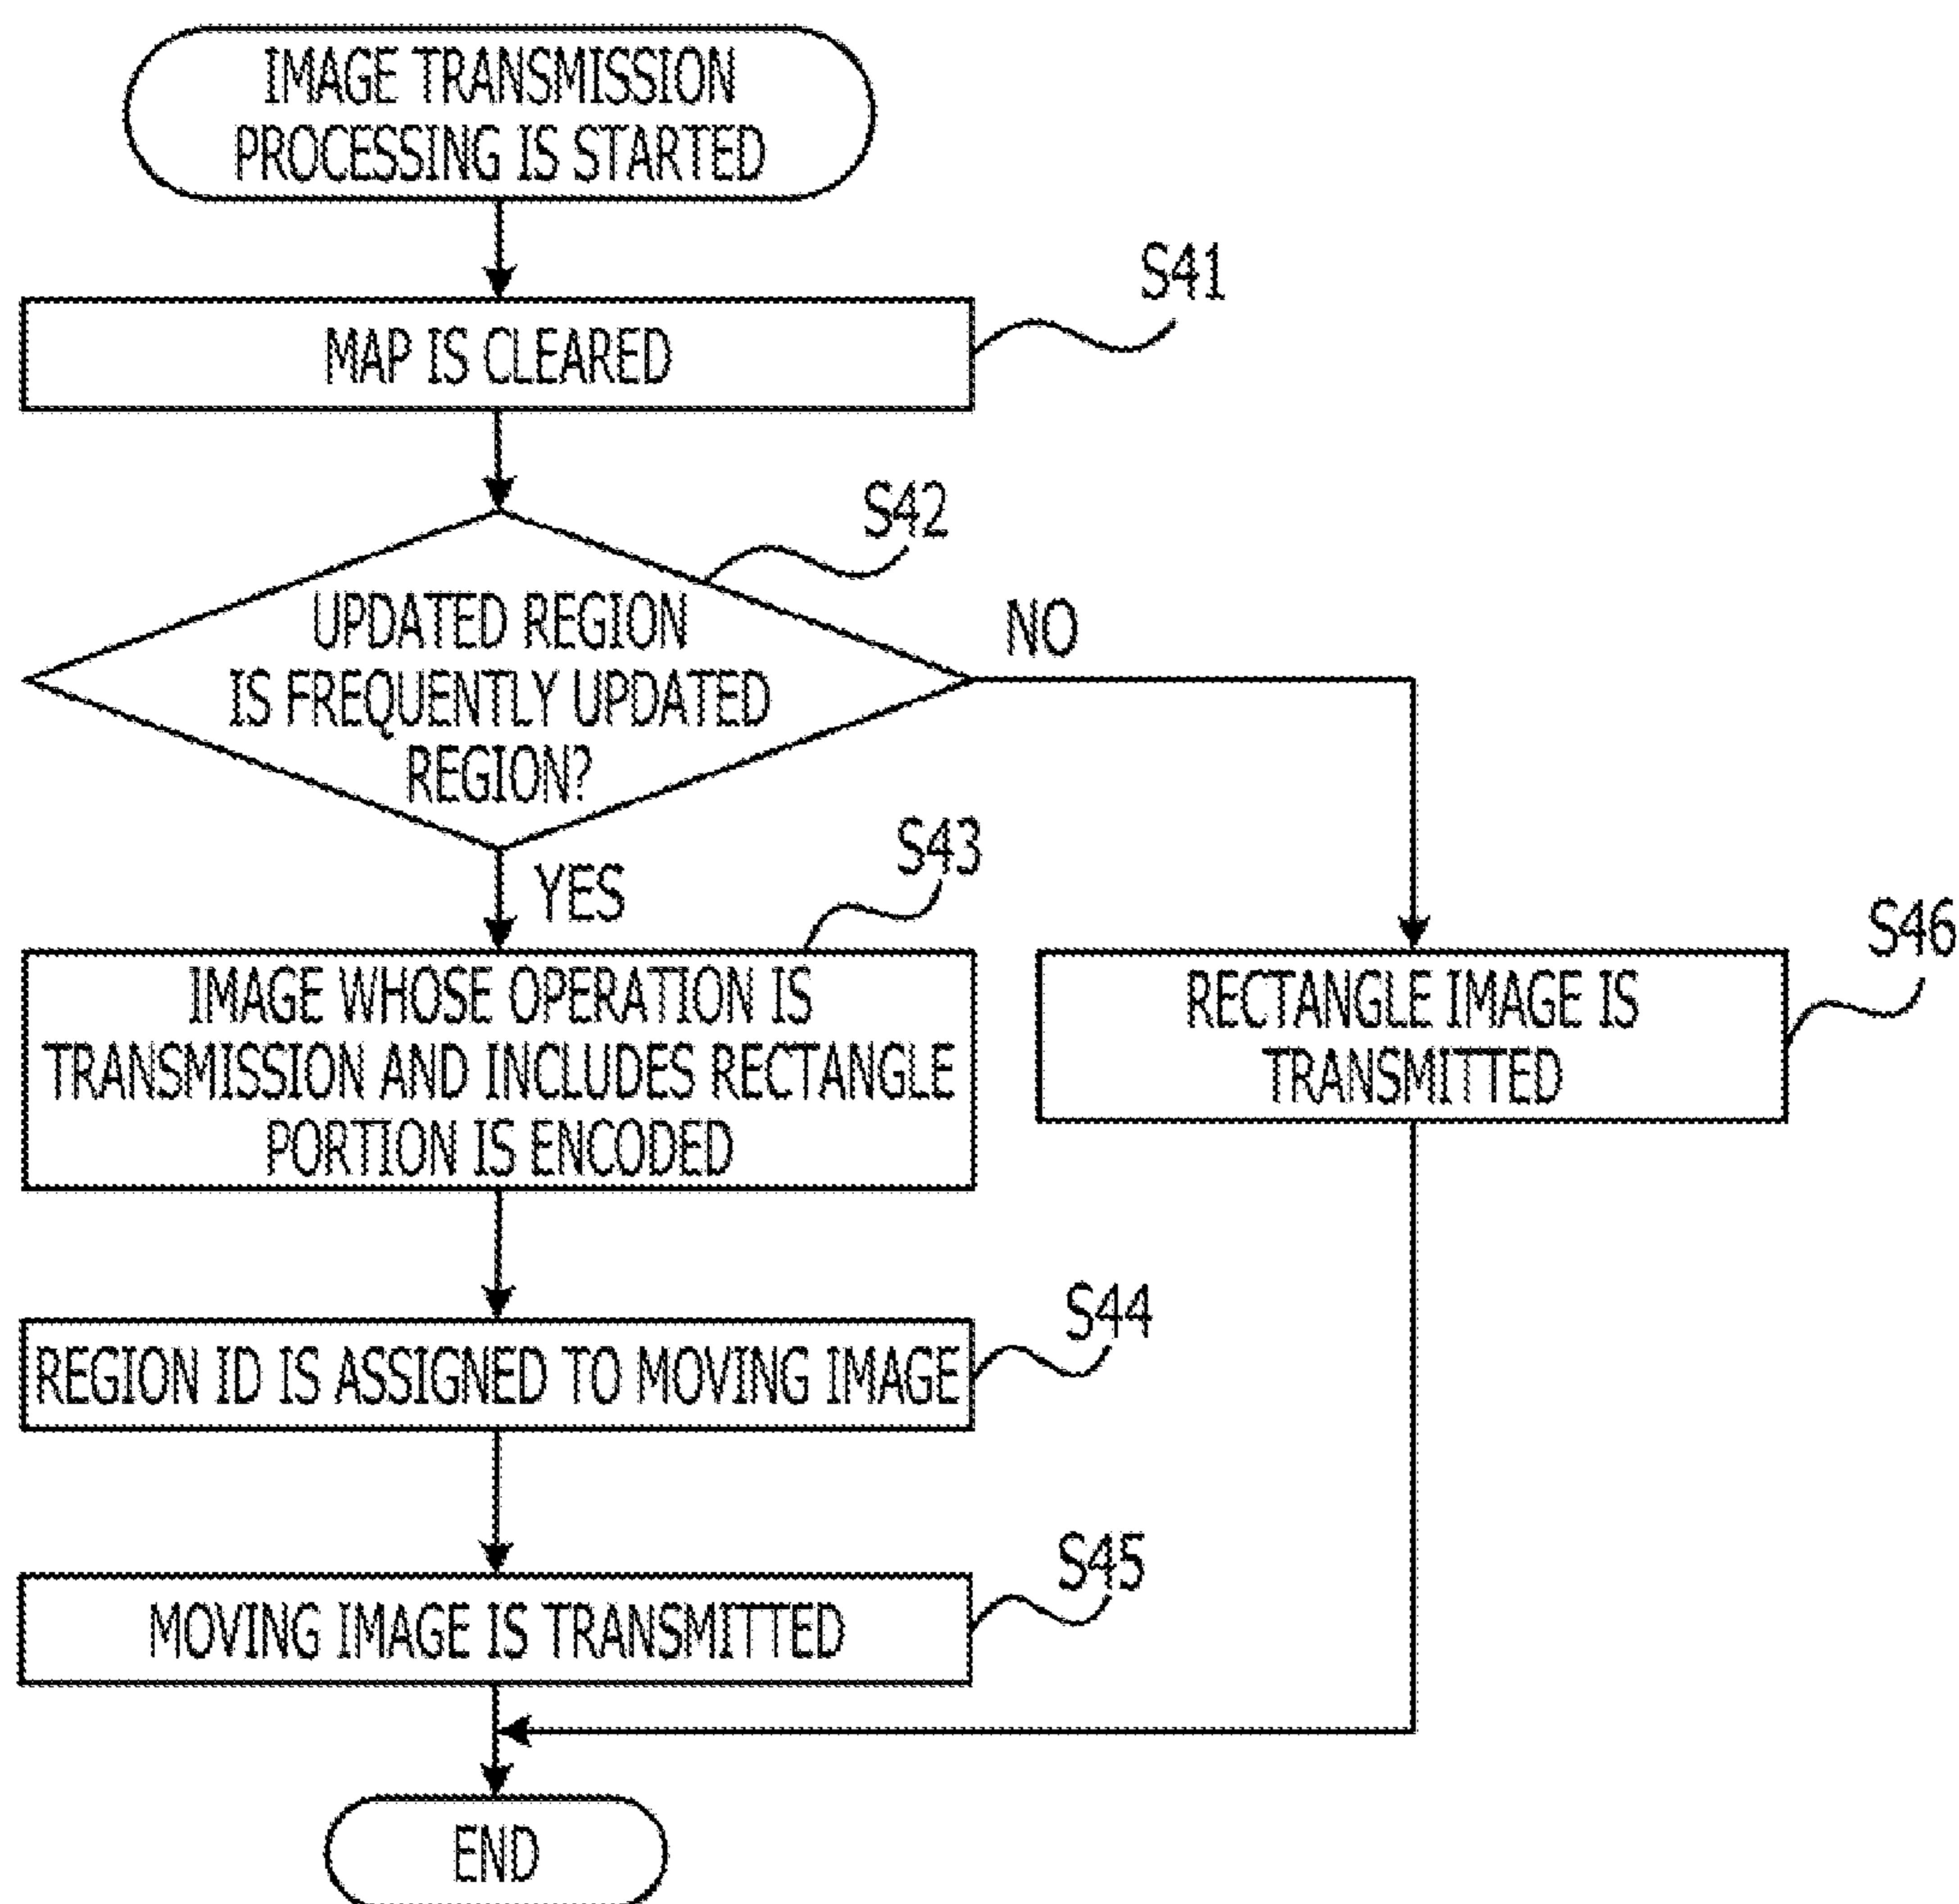 IMAGE TRANSMISSION
PROCESSING IS STARTED
S41
MAP IS CLEARED
S42
UPDATED REGION
IS FREQUENTLY UPDATED
REGION?
NO
YES
S43
IMAGE WHOSE OPERATION IS
TRANSMISSION AND INCLUDES RECTANGLE
PORTION IS ENCODED
S46
RECTANGLE IMAGE IS
TRANSMITTED
S44
REGION ID IS ASSIGNED TO MOVING IMAGE
S45
MOVING IMAGE IS TRANSMITTED
END